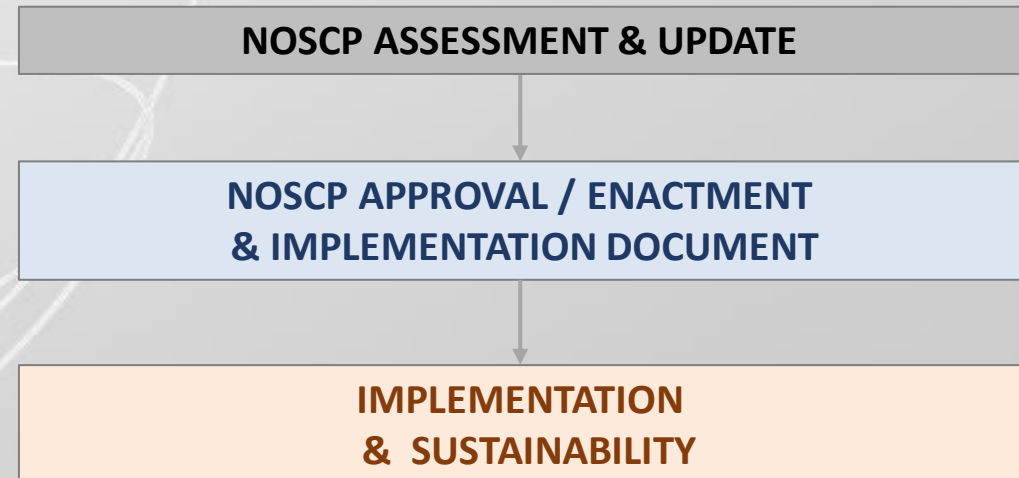 NOSCP ASSESSMENT & UPDATE
NOSCP APPROVAL / ENACTMENT
& IMPLEMENTATION DOCUMENT
IMPLEMENTATION
& SUSTAINABILITY